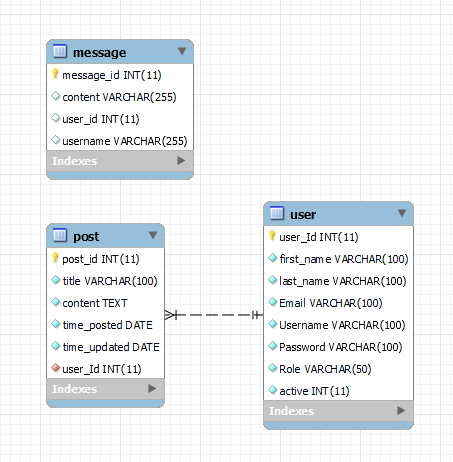 message
message_id INT(11)
content VARCHAR(255)
user_id INT(11)
username VARCHAR(255)
Indexes
post
post_id INT(11)
title VARCHAR(100)
content TEXT
time_posted DATE
time_updated DATE
user_Id INT(11)
Indexes
user
user_Id INT(11)
first_name VARCHAR(100)
last_name VARCHAR(100)
Email VARCHAR(100)
Username VARCHAR(100)
Password VARCHAR(100)
Role VARCHAR(50)
active INT(11)
Indexes